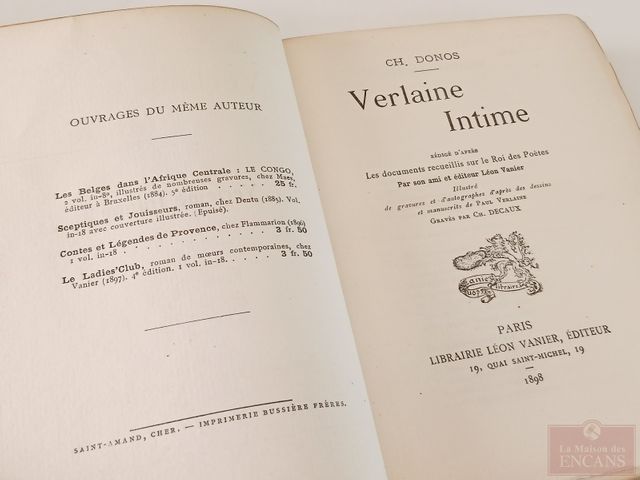 OUVRAGES DU MÊME AUTEUR
Les Belges dans l'Afrique Centrale : LE CONGO,
2 vol. in-8º, illustrés de nombreuses gravures, chez Maes,
éditeur à Bruxelles (1884). 5e édition . . . . 25 fr.
Sceptiques et Jouisseurs, roman, chez Dentu (1885). Vol.
in-18 avec couverture illustrée. (Epuisé).
Contes et Légendes de Provence, chez Flammarion (1896)
1 vol. in-18 . . . . . . . . . . 3 fr. 50
Le Ladies'Club, roman de mœurs contemporaines, chez
Vanier (1897). 4e édition. 1 vol. in-18. . . . 3 fr. 50
SAINT-AMAND, CHER. — IMPRIMERIE BUSSIÈRE FRÈRES.
CH. DONOS
Verlaine
Intime
RÉDIGÉ D'APRÈS
Les documents recueillis sur le Roi des Poètes
Par son ami et éditeur Léon Vanier
Illustré
de gravures et d'autographes d'après des dessins
et manuscrits de PAUL VERLAINE
GRAVÉS PAR CH. DECAUX
PARIS
LIBRAIRIE LÉON VANIER, ÉDITEUR
19, QUAI SAINT-MICHEL, 19
1898
La Maison des
ENCANS